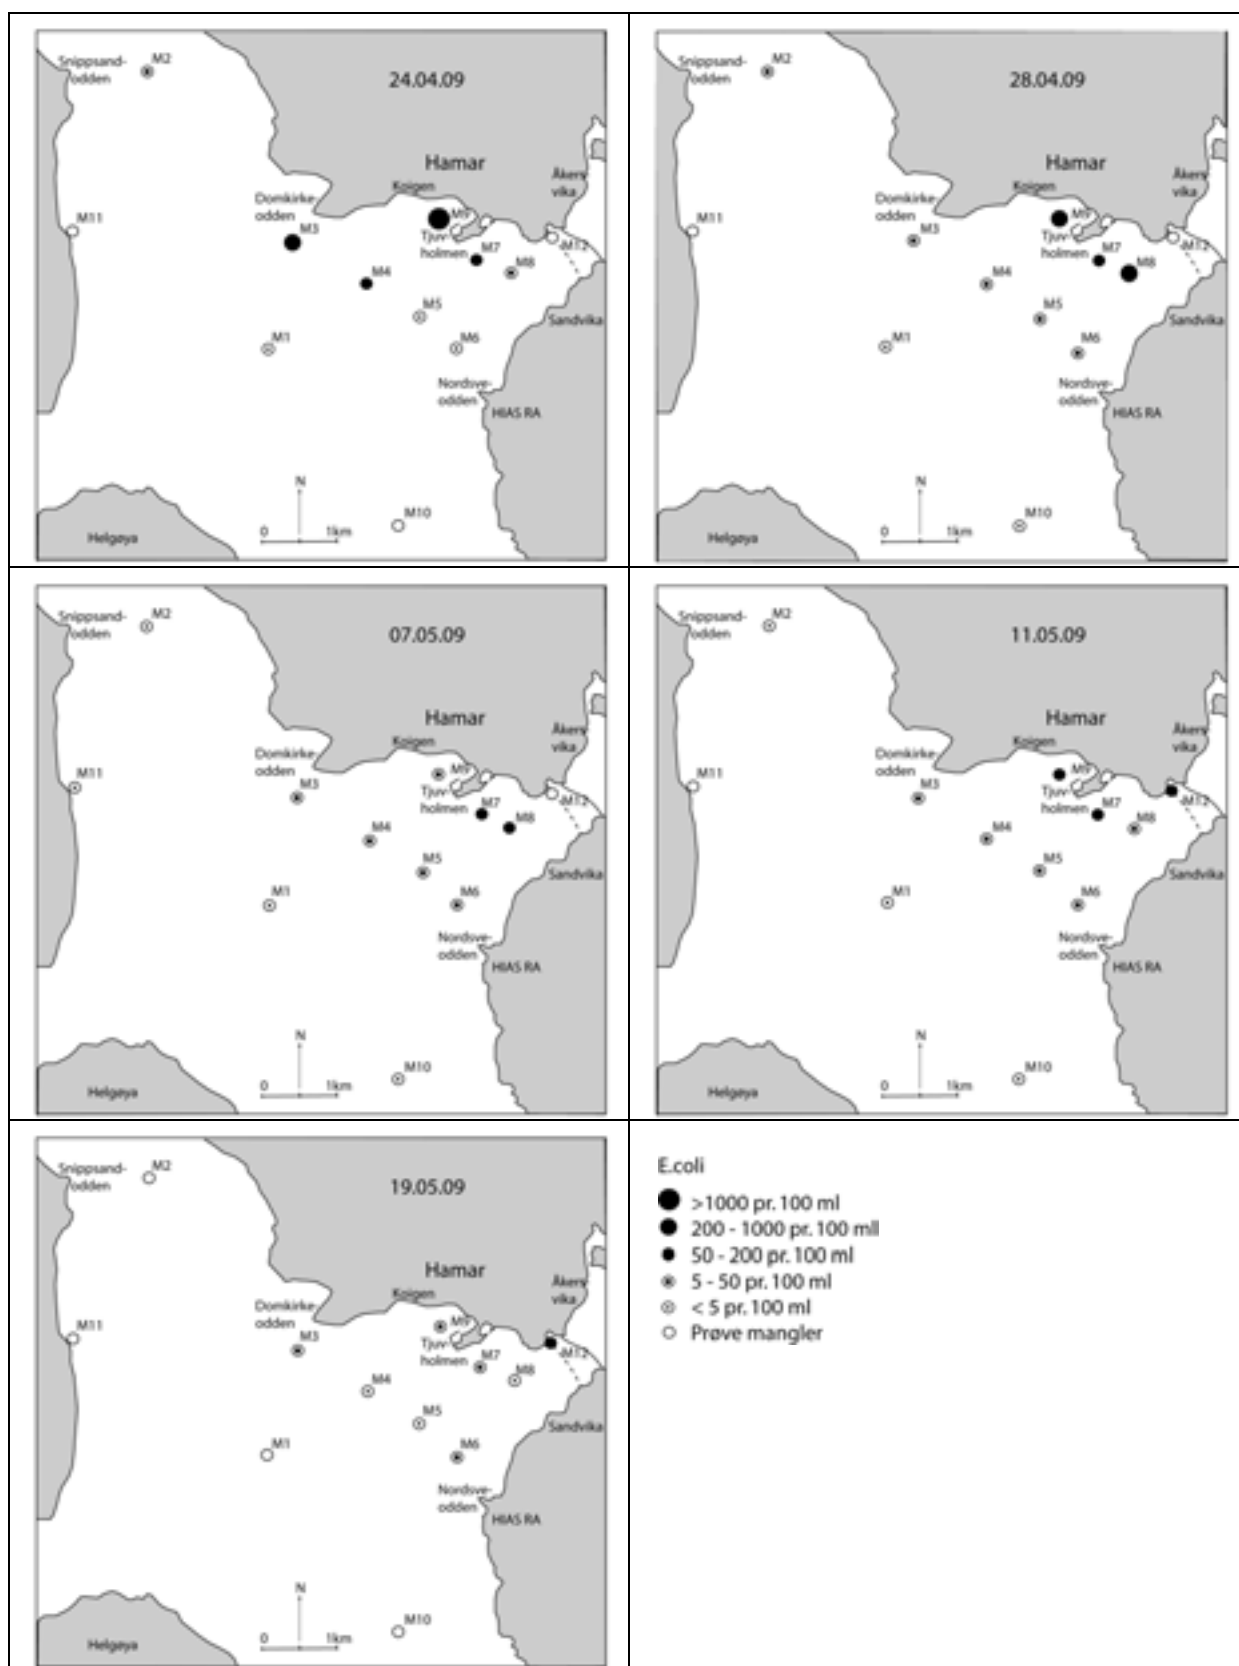 24.04.09
Snippsand-
odden
M2
Hamar
Koigen
Åkers
vika
M11
Domkirke-
odden
M3
M9
Tjuv-
holmen
M7
M8
M12
M4
M5
Sandvika
M1
M6
Nordsve-
odden
HIAS RA
N
0 1km
M10
Helgøya
28.04.09
Snippsand-
odden
M2
Hamar
Koigen
Åkers
vika
M11
Domkirke-
odden
M3
M9
Tjuv-
holmen
M7
M8
M12
M4
M5
Sandvika
M1
M6
Nordsve-
odden
HIAS RA
N
0 1km
M10
Helgøya
07.05.09
Snippsand-
odden
M2
Hamar
Koigen
Åkers
vika
M11
Domkirke-
odden
M3
M9
Tjuv-
holmen
M7
M8
M12
M4
M5
Sandvika
M1
M6
Nordsve-
odden
HIAS RA
N
0 1km
M10
Helgøya
11.05.09
Snippsand-
odden
M2
Hamar
Koigen
Åkers
vika
M11
Domkirke-
odden
M3
M9
Tjuv-
holmen
M7
M8
M12
M4
M5
Sandvika
M1
M6
Nordsve-
odden
HIAS RA
N
0 1km
M10
Helgøya
19.05.09
Snippsand-
odden
M2
Hamar
Koigen
Åkers
vika
M11
Domkirke-
odden
M3
M9
Tjuv-
holmen
M7
M8
M12
M4
M5
Sandvika
M1
M6
Nordsve-
odden
HIAS RA
N
0 1km
M10
Helgøya
E.coli
>1000 pr. 100 ml
200 - 1000 pr. 100 mll
50 - 200 pr. 100 ml
5 - 50 pr. 100 ml
< 5 pr. 100 ml
Prøve mangler